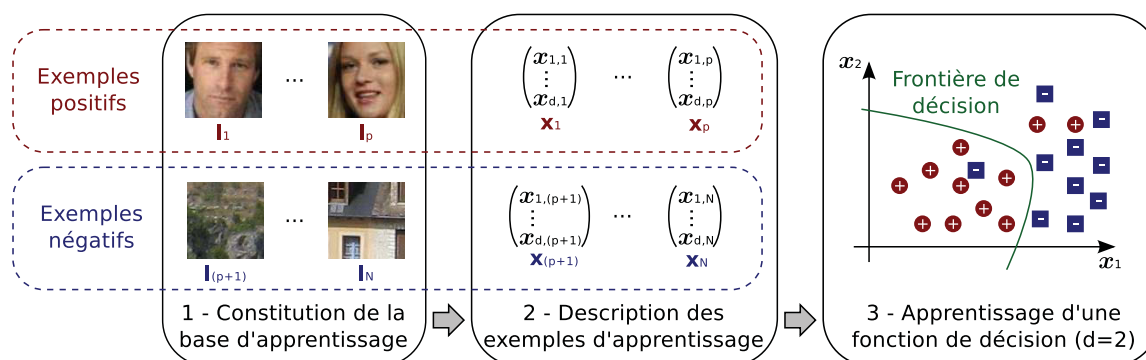 Exemples
positifs
I1 ... Ip
x1,1 ... x1,p
⋮ ⋮
xd,1 xd,p
x1 xp
Exemples
négatifs
I(p+1) ... IN
x1,(p+1) ... x1,N
⋮ ⋮
xd,(p+1) xd,N
x(p+1) xN
x2
Frontière de
décision
x1
1 - Constitution de la
base d'apprentissage
2 - Description des
exemples d'apprentissage
3 - Apprentissage d'une
fonction de décision (d=2)